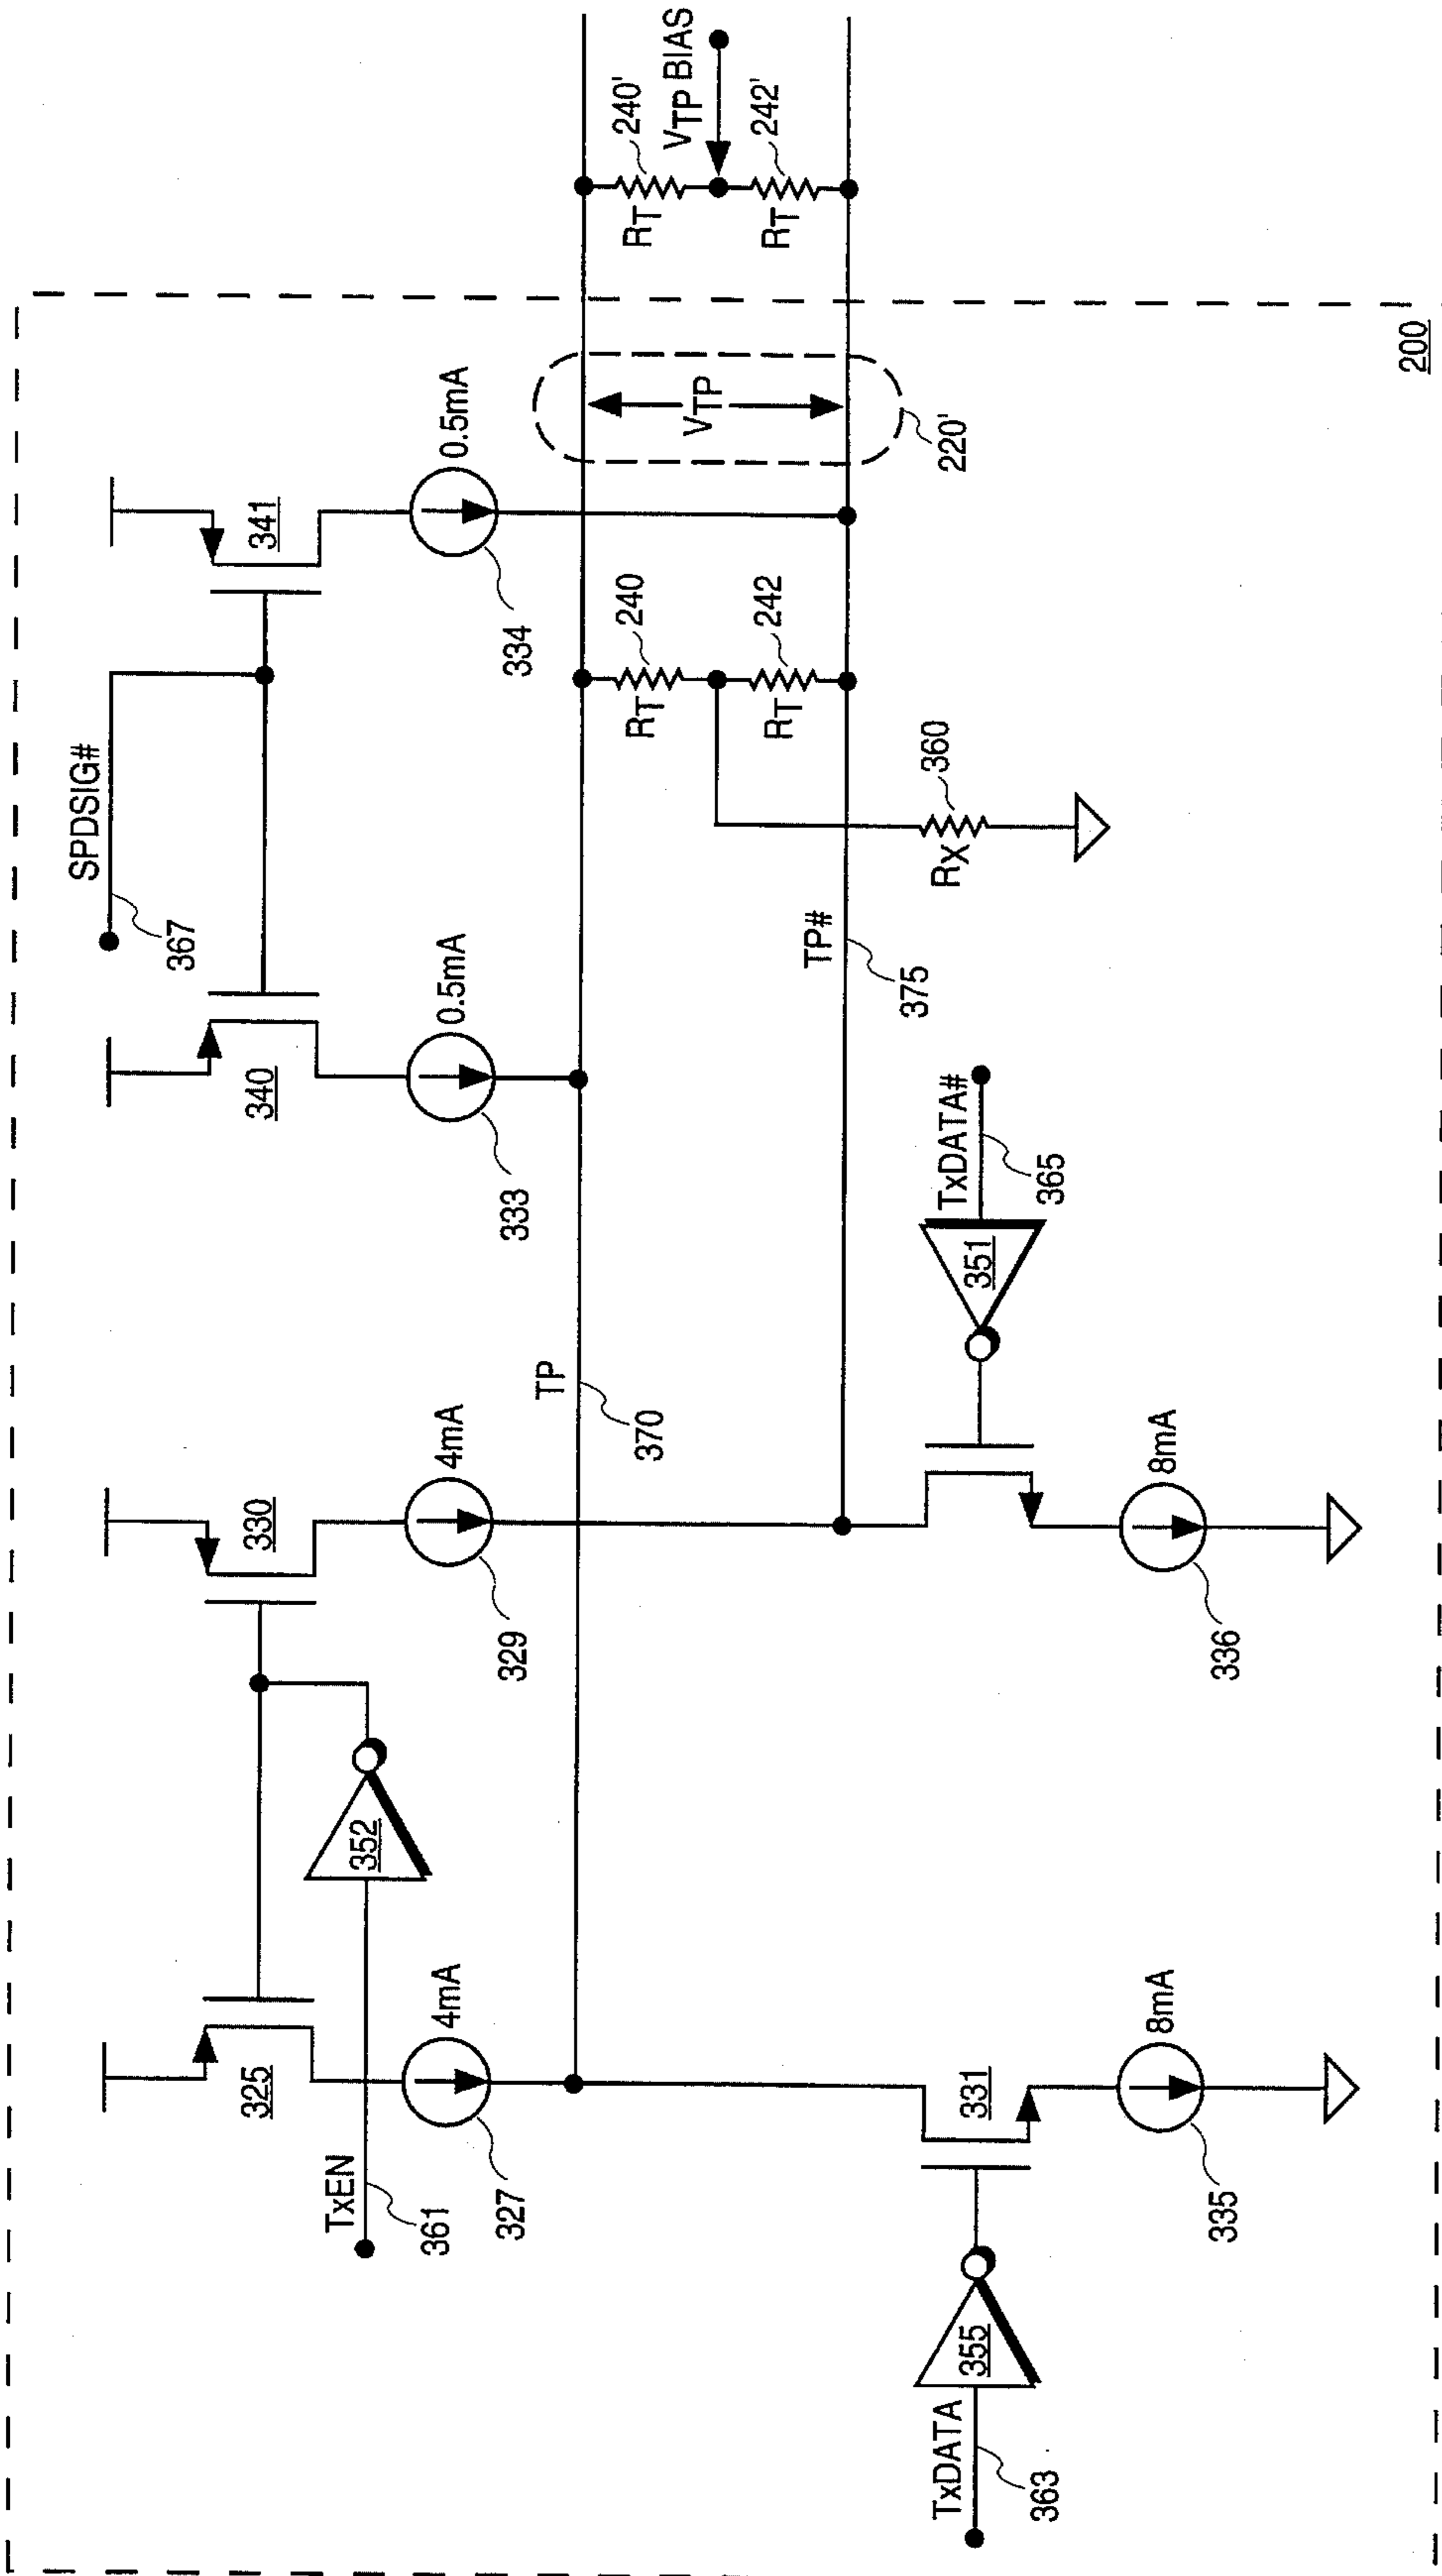 SPDSIG#
367
340
341
0.5mA
333
0.5mA
334
325
330
352
TxEN
361
4mA
327
4mA
329
TP
370
VTP
220'
RT
240
RT
242
RT
240'
RT
242'
VTP BIAS
TP#
375
RX
360
TxDATA
363
355
331
8mA
335
351
TxDATA#
365
8mA
336
200